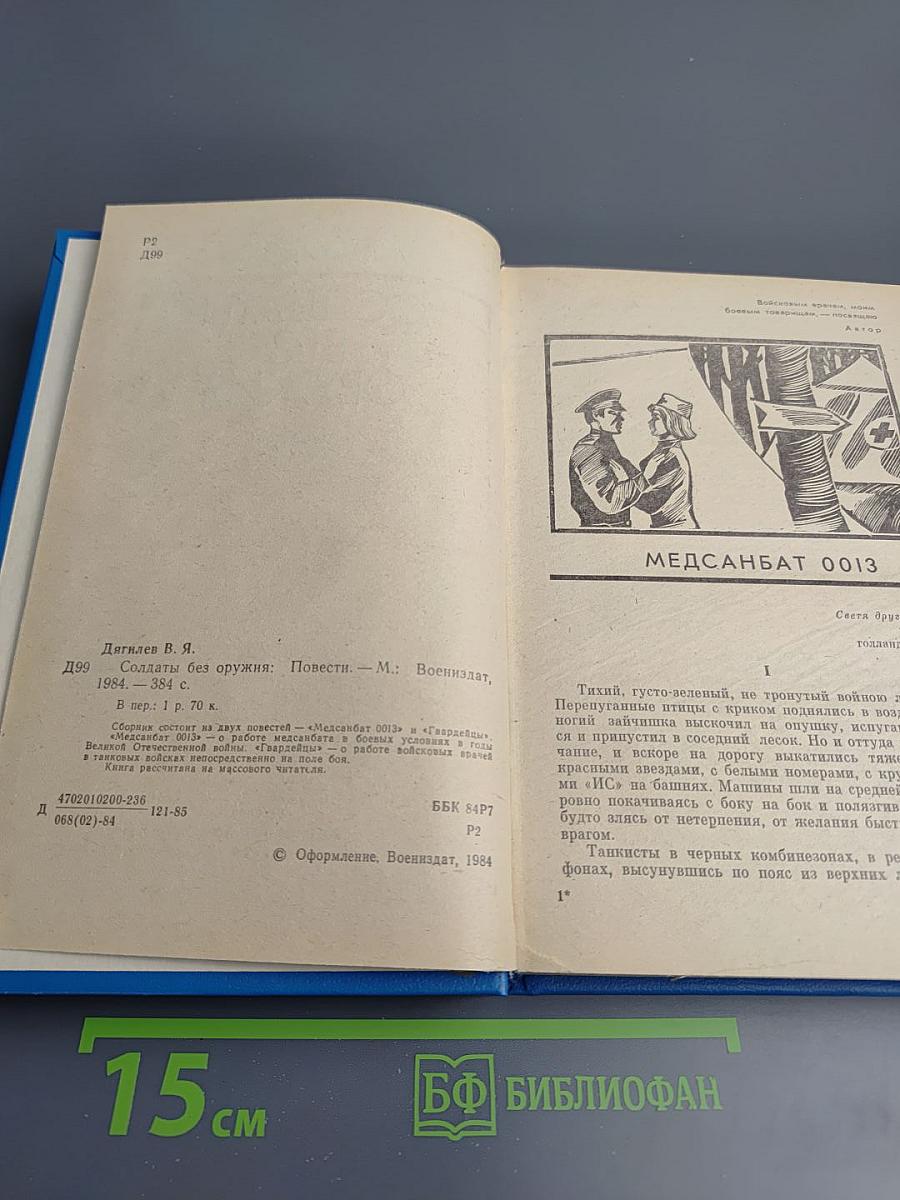 Р2
Д99
Дягилев В. Я.
Д99 Солдаты без оружия: Повести. — М.: Воениздат,
1984. — 384 с.
В пер.: 1 р. 70 к.
Сборник состоит из двух повестей — «Медсанбат 0013» и «Гвардейцы».
«Медсанбат 0013» — о работе медсанбата в боевых условиях в годы
Великой Отечественной войны. «Гвардейцы» — о работе войсковых врачей
в танковых войсках непосредственно на поле боя.
Книга рассчитана на массового читателя.
Д 4702010200-236
068(02)-84
121-85
ББК 84Р7
Р2
© Оформление, Воениздат, 1984
Войсковым врачам, моим
боевым товарищам, — посвящаю
Автор
МЕДСАНБАТ 0013
Светя друг
голланд
I
Тихий, густо-зеленый, не тронутый войною л
Перепуганные птицы с криком поднялись в возд
ногий зайчишка выскочил на опушку, испуган
ся и припустил в соседний лесок. Но и оттуда
чание, и вскоре на дорогу выкатились тяже
красными звездами, с белыми номерами, с кру
ми «ИС» на башнях. Машины шли на средней
ровно покачиваясь с боку на бок и полязгив
будто злясь от нетерпения, от желания быст
врагом.
Танкисты в черных комбинезонах, в ре
фонах, высунувшись по пояс из верхних л
1*
15 см
БФ БИБЛИОФАН